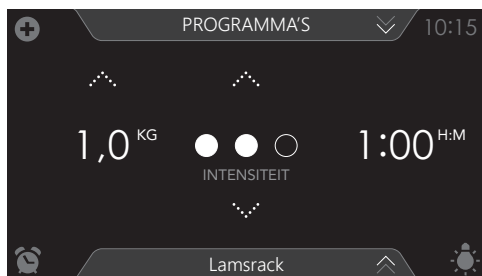 PROGRAMMA'S
10:15
1,0 KG
1:00 H:M
INTENSITEIT
Lamsrack